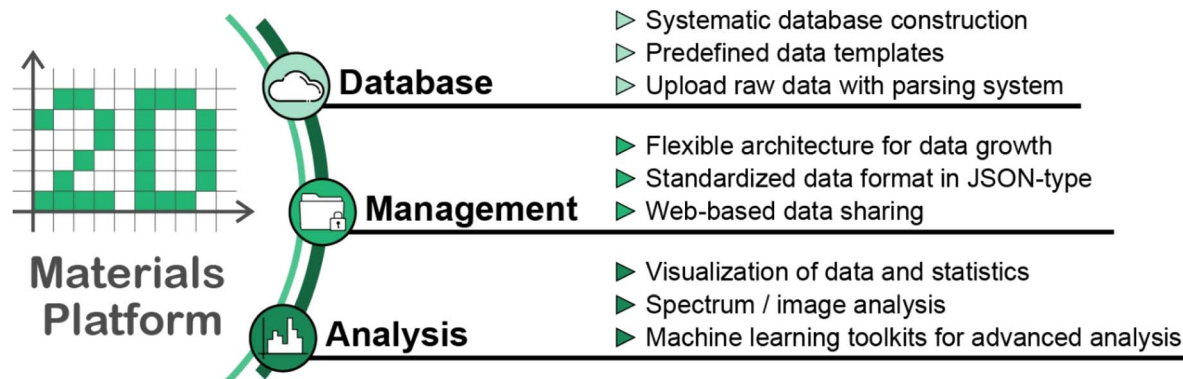 2D
Materials
Platform
Database
Systematic database construction
Predefined data templates
Upload raw data with parsing system
Management
Flexible architecture for data growth
Standardized data format in JSON-type
Web-based data sharing
Analysis
Visualization of data and statistics
Spectrum / image analysis
Machine learning toolkits for advanced analysis